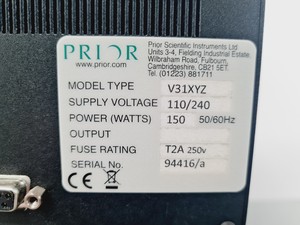 PRIOR
www.prior.com
Prior Scientific Instruments Ltd
Units 3-4, Fielding Industrial Estate,
Wilbraham Road, Fulbourn,
Cambridgeshire, CB21 5ET.
Tel. (01223) 881711
MODEL TYPE V31XYZ
SUPPLY VOLTAGE 110/240
POWER (WATTS) 150 50/60Hz
OUTPUT
FUSE RATING T2A 250v
SERIAL No. 94416/a
CE